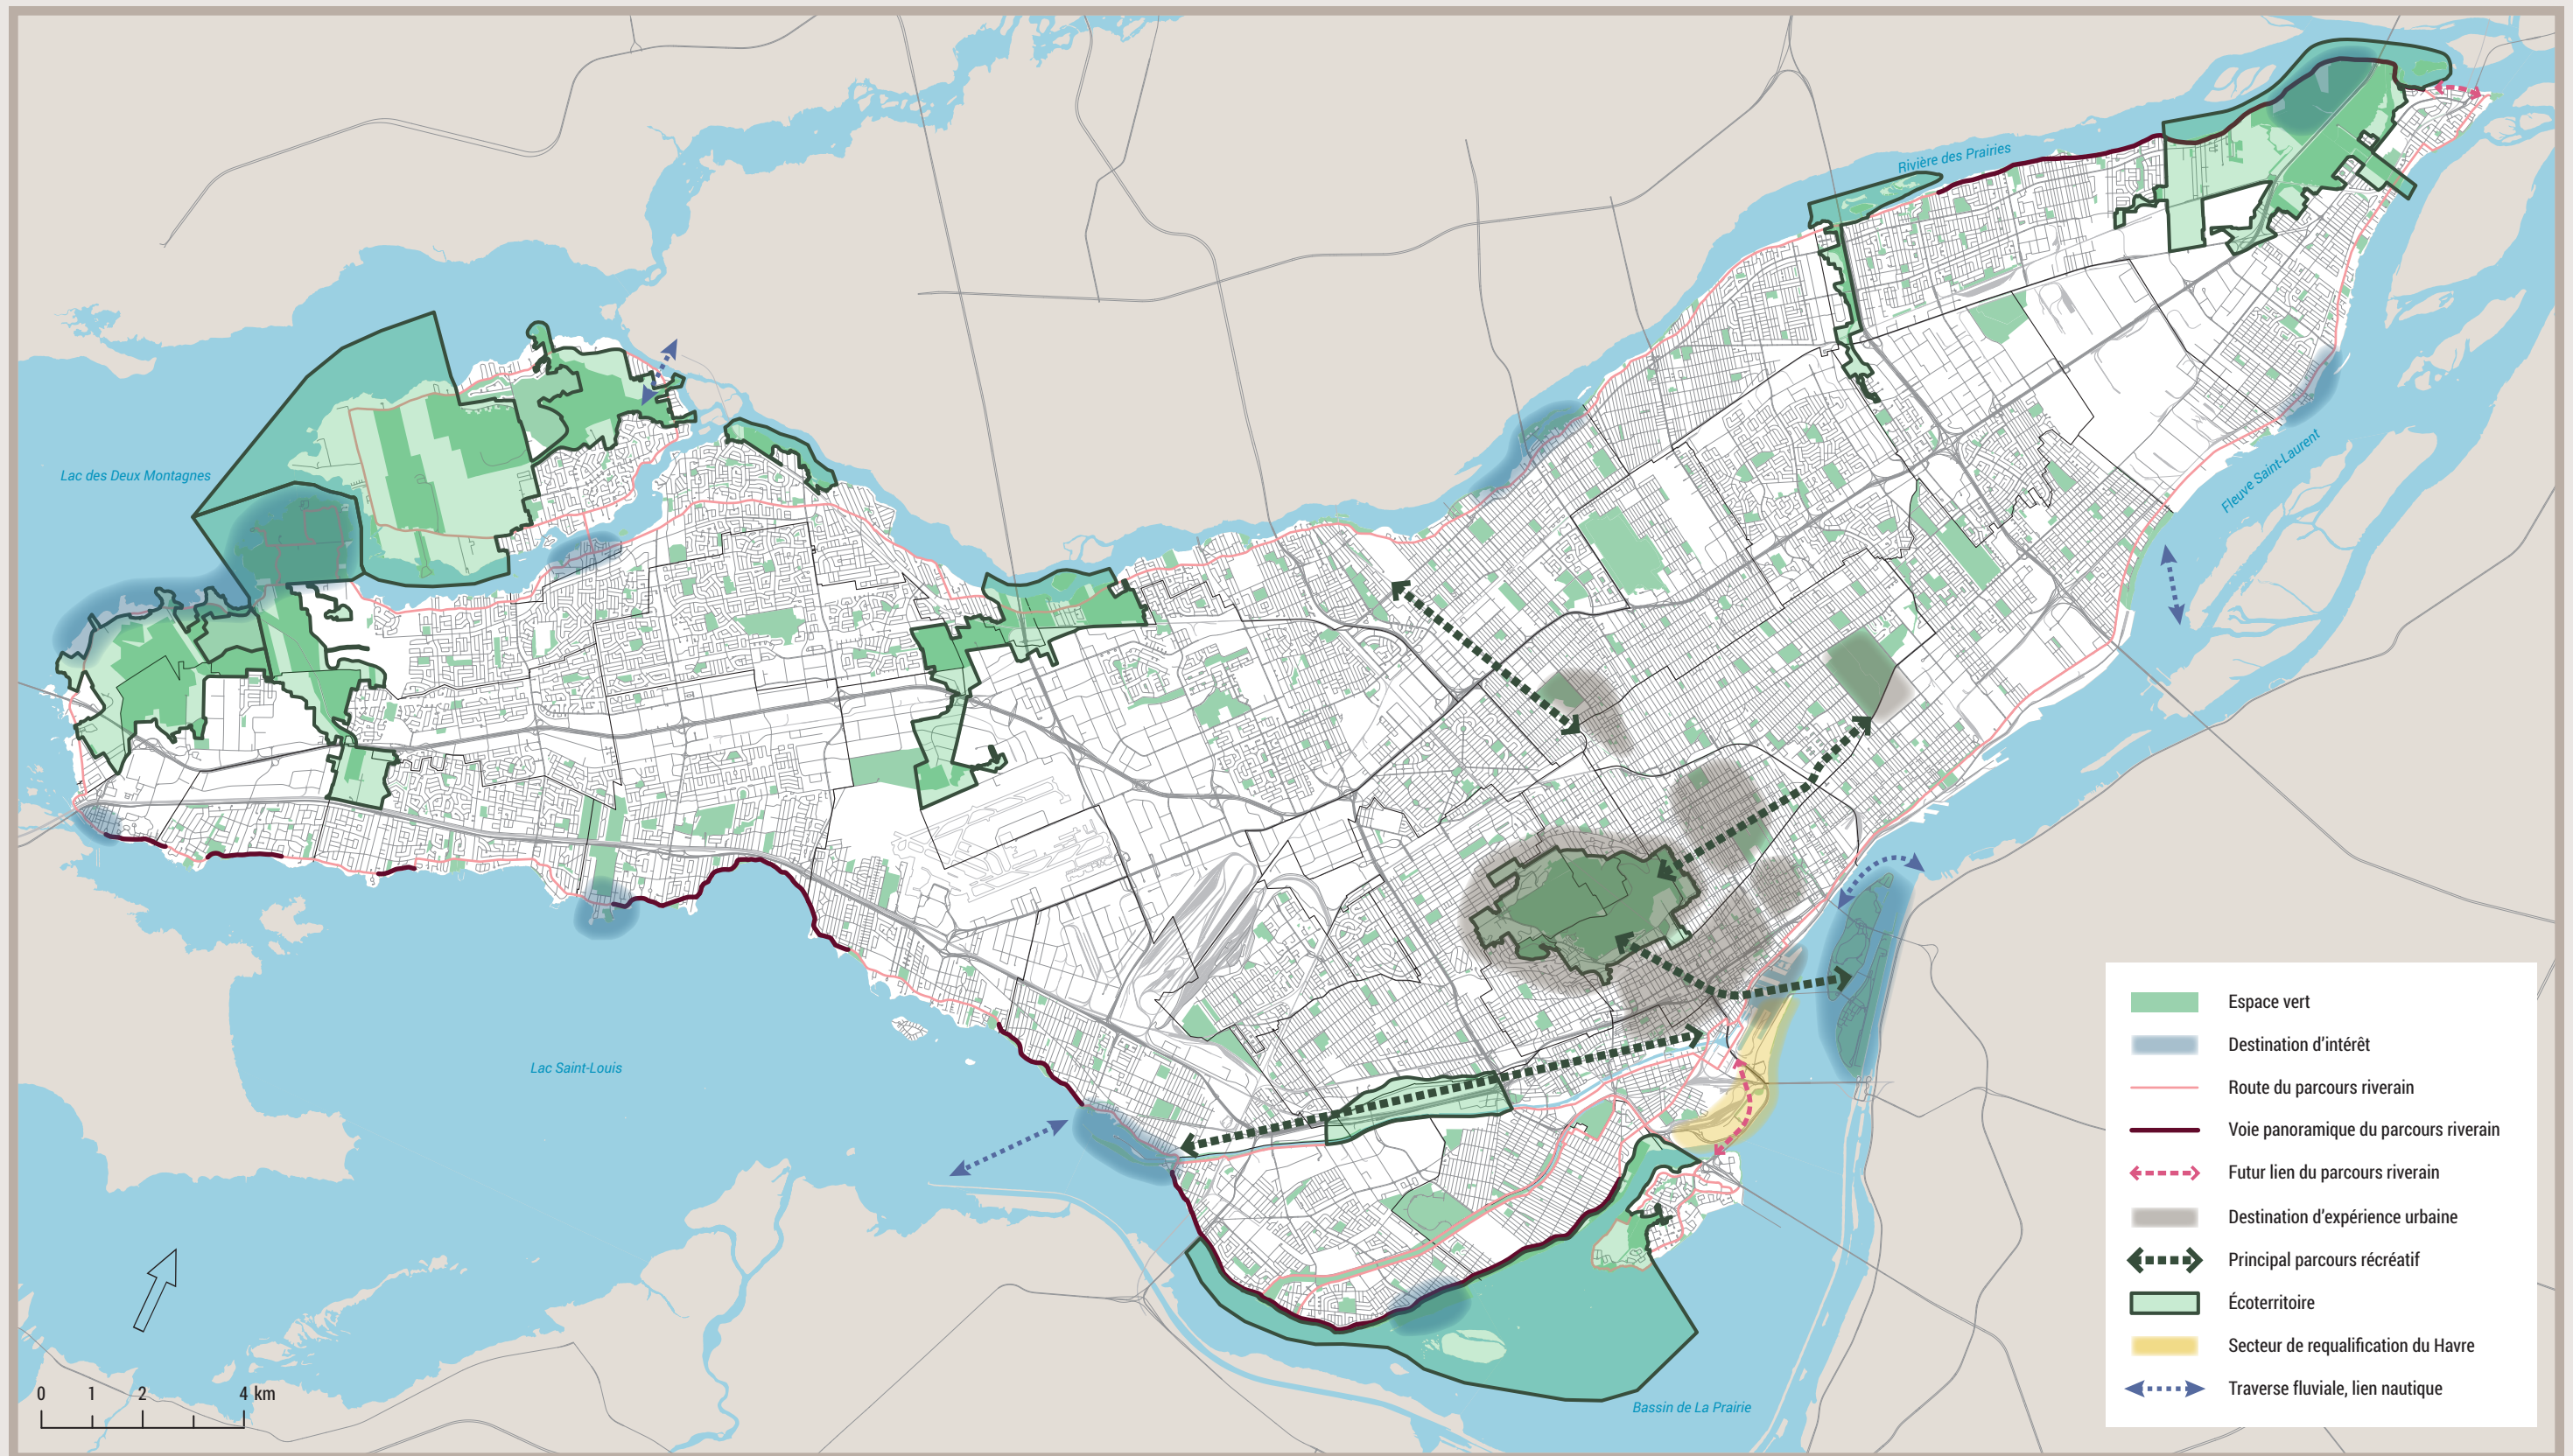 Rivière des Prairies
Lac des Deux Montagnes
Fleuve Saint-Laurent
Lac Saint-Louis
Bassin de La Prairie
Espace vert
Destination d'intérêt
Route du parcours riverain
Voie panoramique du parcours riverain
Futur lien du parcours riverain
Destination d'expérience urbaine
Principal parcours récréatif
Écoterritoire
Secteur de requalification du Havre
Traverse fluviale, lien nautique
0 1 2 4 km